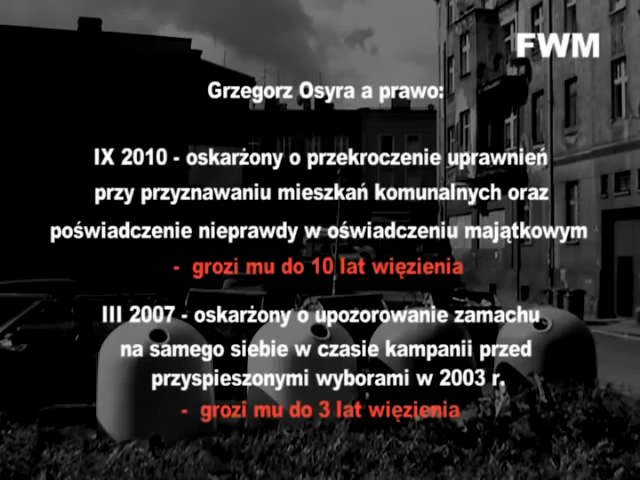 FWM
Grzegorz Osyra a prawo:
IX 2010 - oskarżony o przekroczenie uprawnień
przy przyznawaniu mieszkań komunalnych oraz
poświadczenie nieprawdy w oświadczeniu majątkowym
- grozi mu do 10 lat więzienia
III 2007 - oskarżony o upozorowanie zamachu
na samego siebie w czasie kampanii przed
przyspieszonymi wyborami w 2003 r.
- grozi mu do 3 lat więzienia